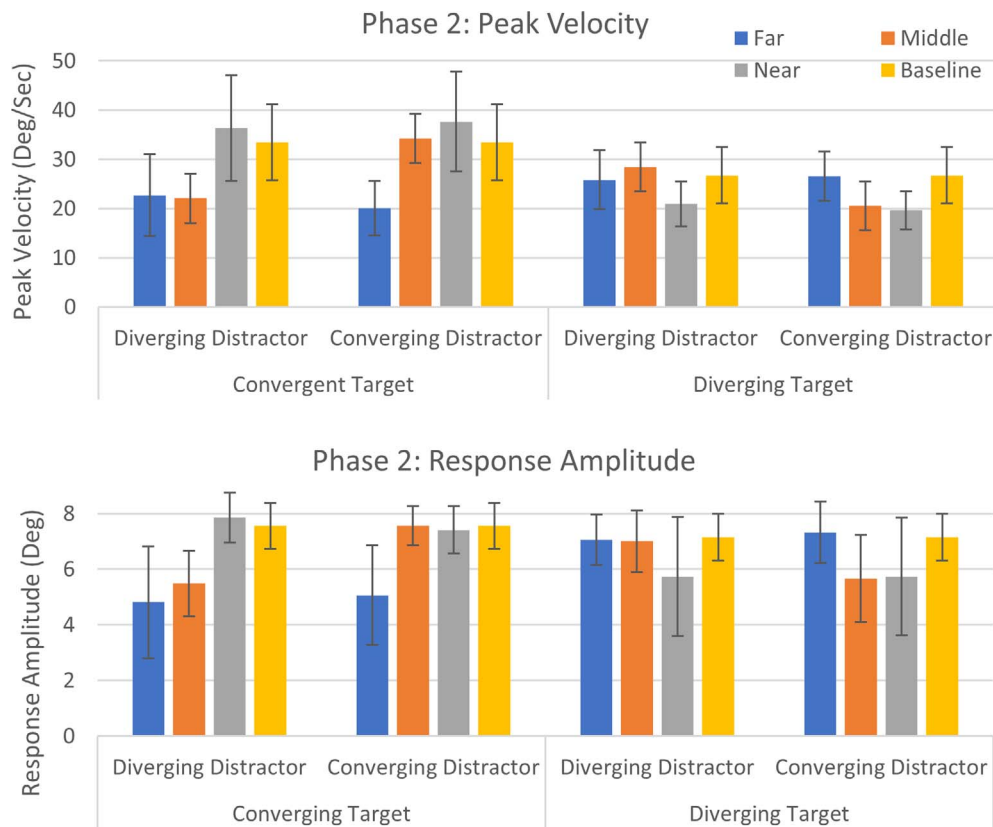 Phase 2: Peak Velocity
Far
Middle
Near
Baseline
Peak Velocity (Deg/Sec)
50
40
30
20
10
0
Diverging Distractor
Converging Distractor
Diverging Distractor
Converging Distractor
Convergent Target
Diverging Target
Phase 2: Response Amplitude
Response Amplitude (Deg)
8
6
4
2
0
Diverging Distractor
Converging Distractor
Diverging Distractor
Converging Distractor
Converging Target
Diverging Target